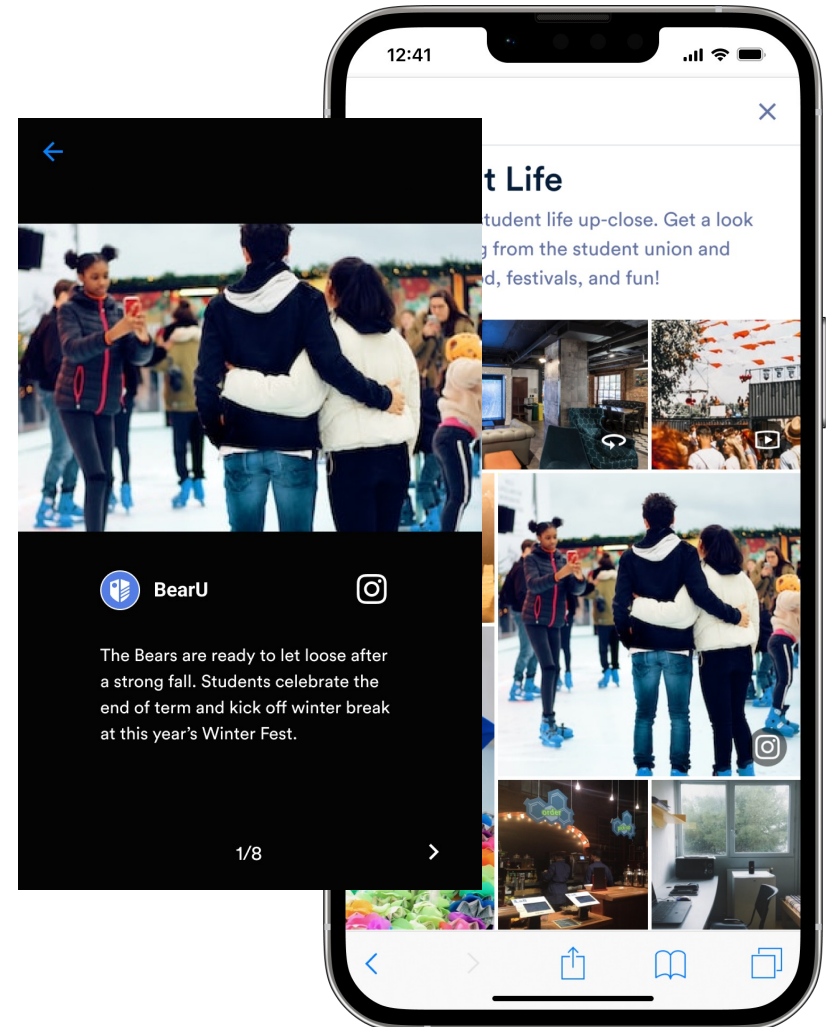 12:41
t Life
tudent life up-close. Get a look
g from the student union and
d, festivals, and fun!
BearU
The Bears are ready to let loose after
a strong fall. Students celebrate the
end of term and kick off winter break
at this year’s Winter Fest.
1/8
order